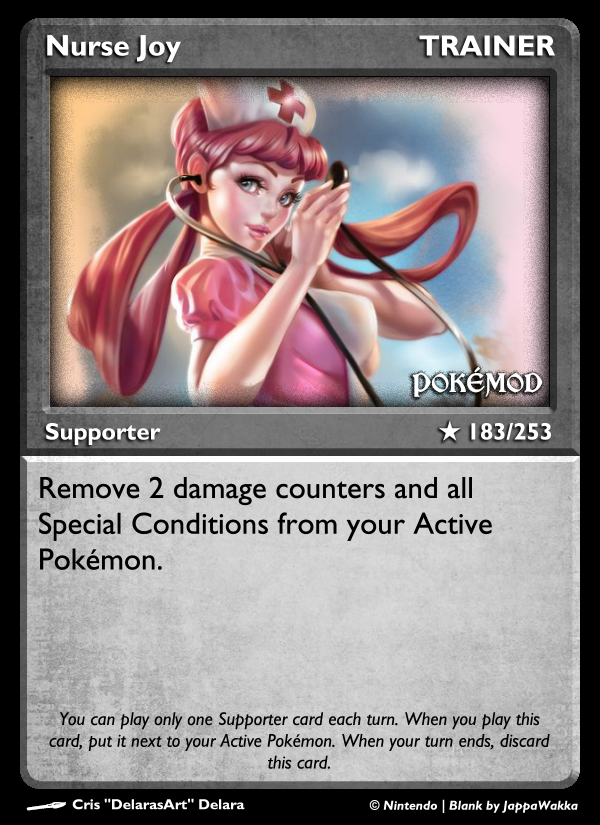 Nurse Joy TRAINER
POKÉMOD
Supporter ★ 183/253
Remove 2 damage counters and all
Special Conditions from your Active
Pokémon.
You can play only one Supporter card each turn. When you play this
card, put it next to your Active Pokémon. When your turn ends, discard
this card.
Cris "DelarasArt" Delara © Nintendo | Blank by JappaWakka